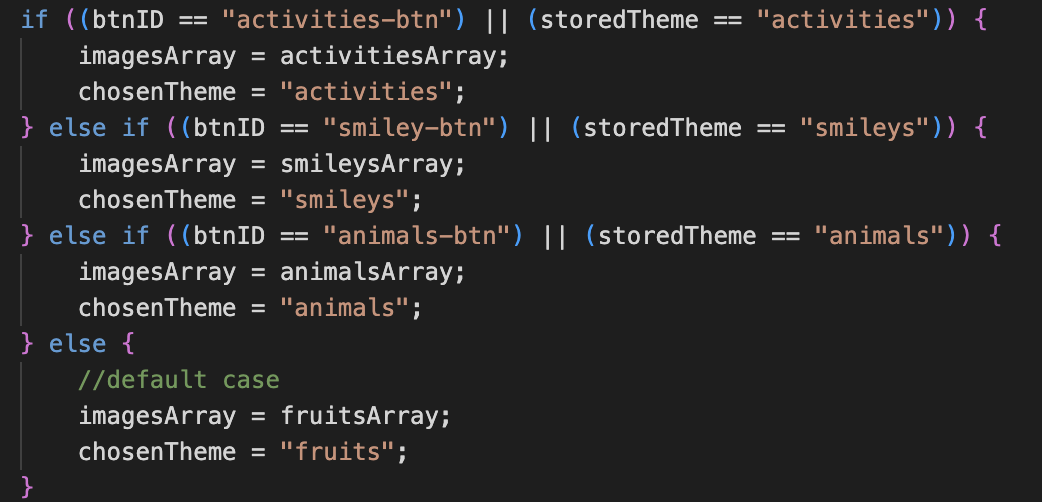 if ((btnID == "activities-btn") || (storedTheme == "activities")) {
    imagesArray = activitiesArray;
    chosenTheme = "activities";
} else if ((btnID == "smiley-btn") || (storedTheme == "smileys")) {
    imagesArray = smileysArray;
    chosenTheme = "smileys";
} else if ((btnID == "animals-btn") || (storedTheme == "animals")) {
    imagesArray = animalsArray;
    chosenTheme = "animals";
} else {
    //default case
    imagesArray = fruitsArray;
    chosenTheme = "fruits";
}